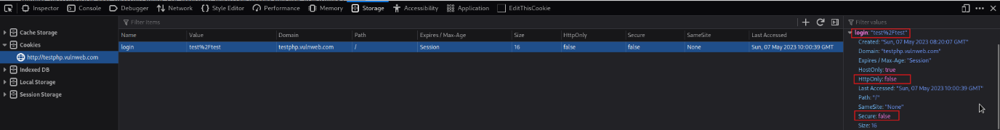 Inspector Console Debugger Network Style Editor Performance Memory Storage Accessibility Application EditThisCookie
Filter items
Filter values
Cache Storage
Cookies
http://testphp.vulnweb.com
Indexed DB
Local Storage
Session Storage
Name Value Domain Path Expires / Max-Age Size HttpOnly Secure SameSite Last Accessed
login test%2Ftest testphp.vulnweb.com / Session 16 false false None Sun, 07 May 2023 10:00:39 GMT
login: "test%2Ftest"
Created: "Sun, 07 May 2023 08:20:07 GMT"
Domain: "testphp.vulnweb.com"
Expires / Max-Age: "Session"
HostOnly: true
HttpOnly: false
Last Accessed: "Sun, 07 May 2023 10:00:39 GMT"
Path: "/"
SameSite: "None"
Secure: false
Size: 16